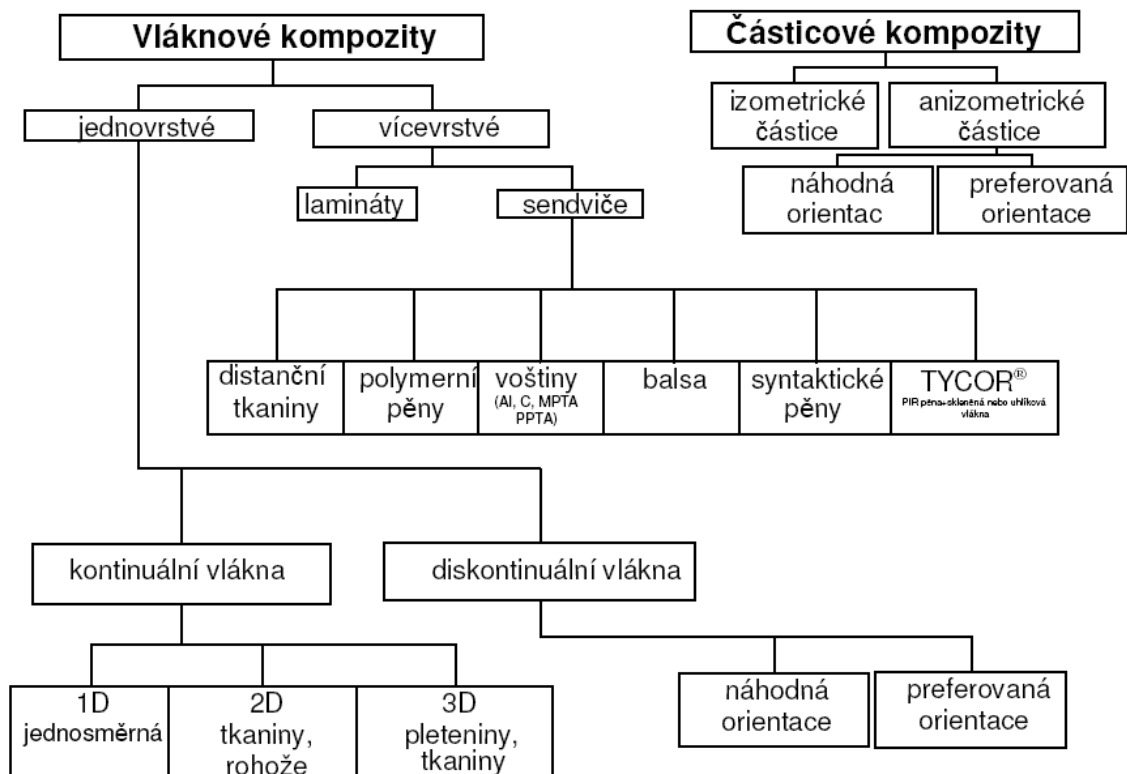 Vláknové kompozity
Částicové kompozity
jednovrstvé
vícevrstvé
izometrické
částice
anizometrické
částice
lamináty
sendviče
náhodná
orientac
preferovaná
orientace
distanční
tkaniny
polymerní
pěny
voštiny
(Al, C, MPTA
PPTA)
balsa
syntaktické
pěny
TYCOR®
PIR pěna+skleněná nebo uhlíková
vlákna
kontinuální vlákna
diskontinuální vlákna
1D
jednosměrná
2D
tkaniny,
rohože
3D
pleteniny,
tkaniny
náhodná
orientace
preferovaná
orientace